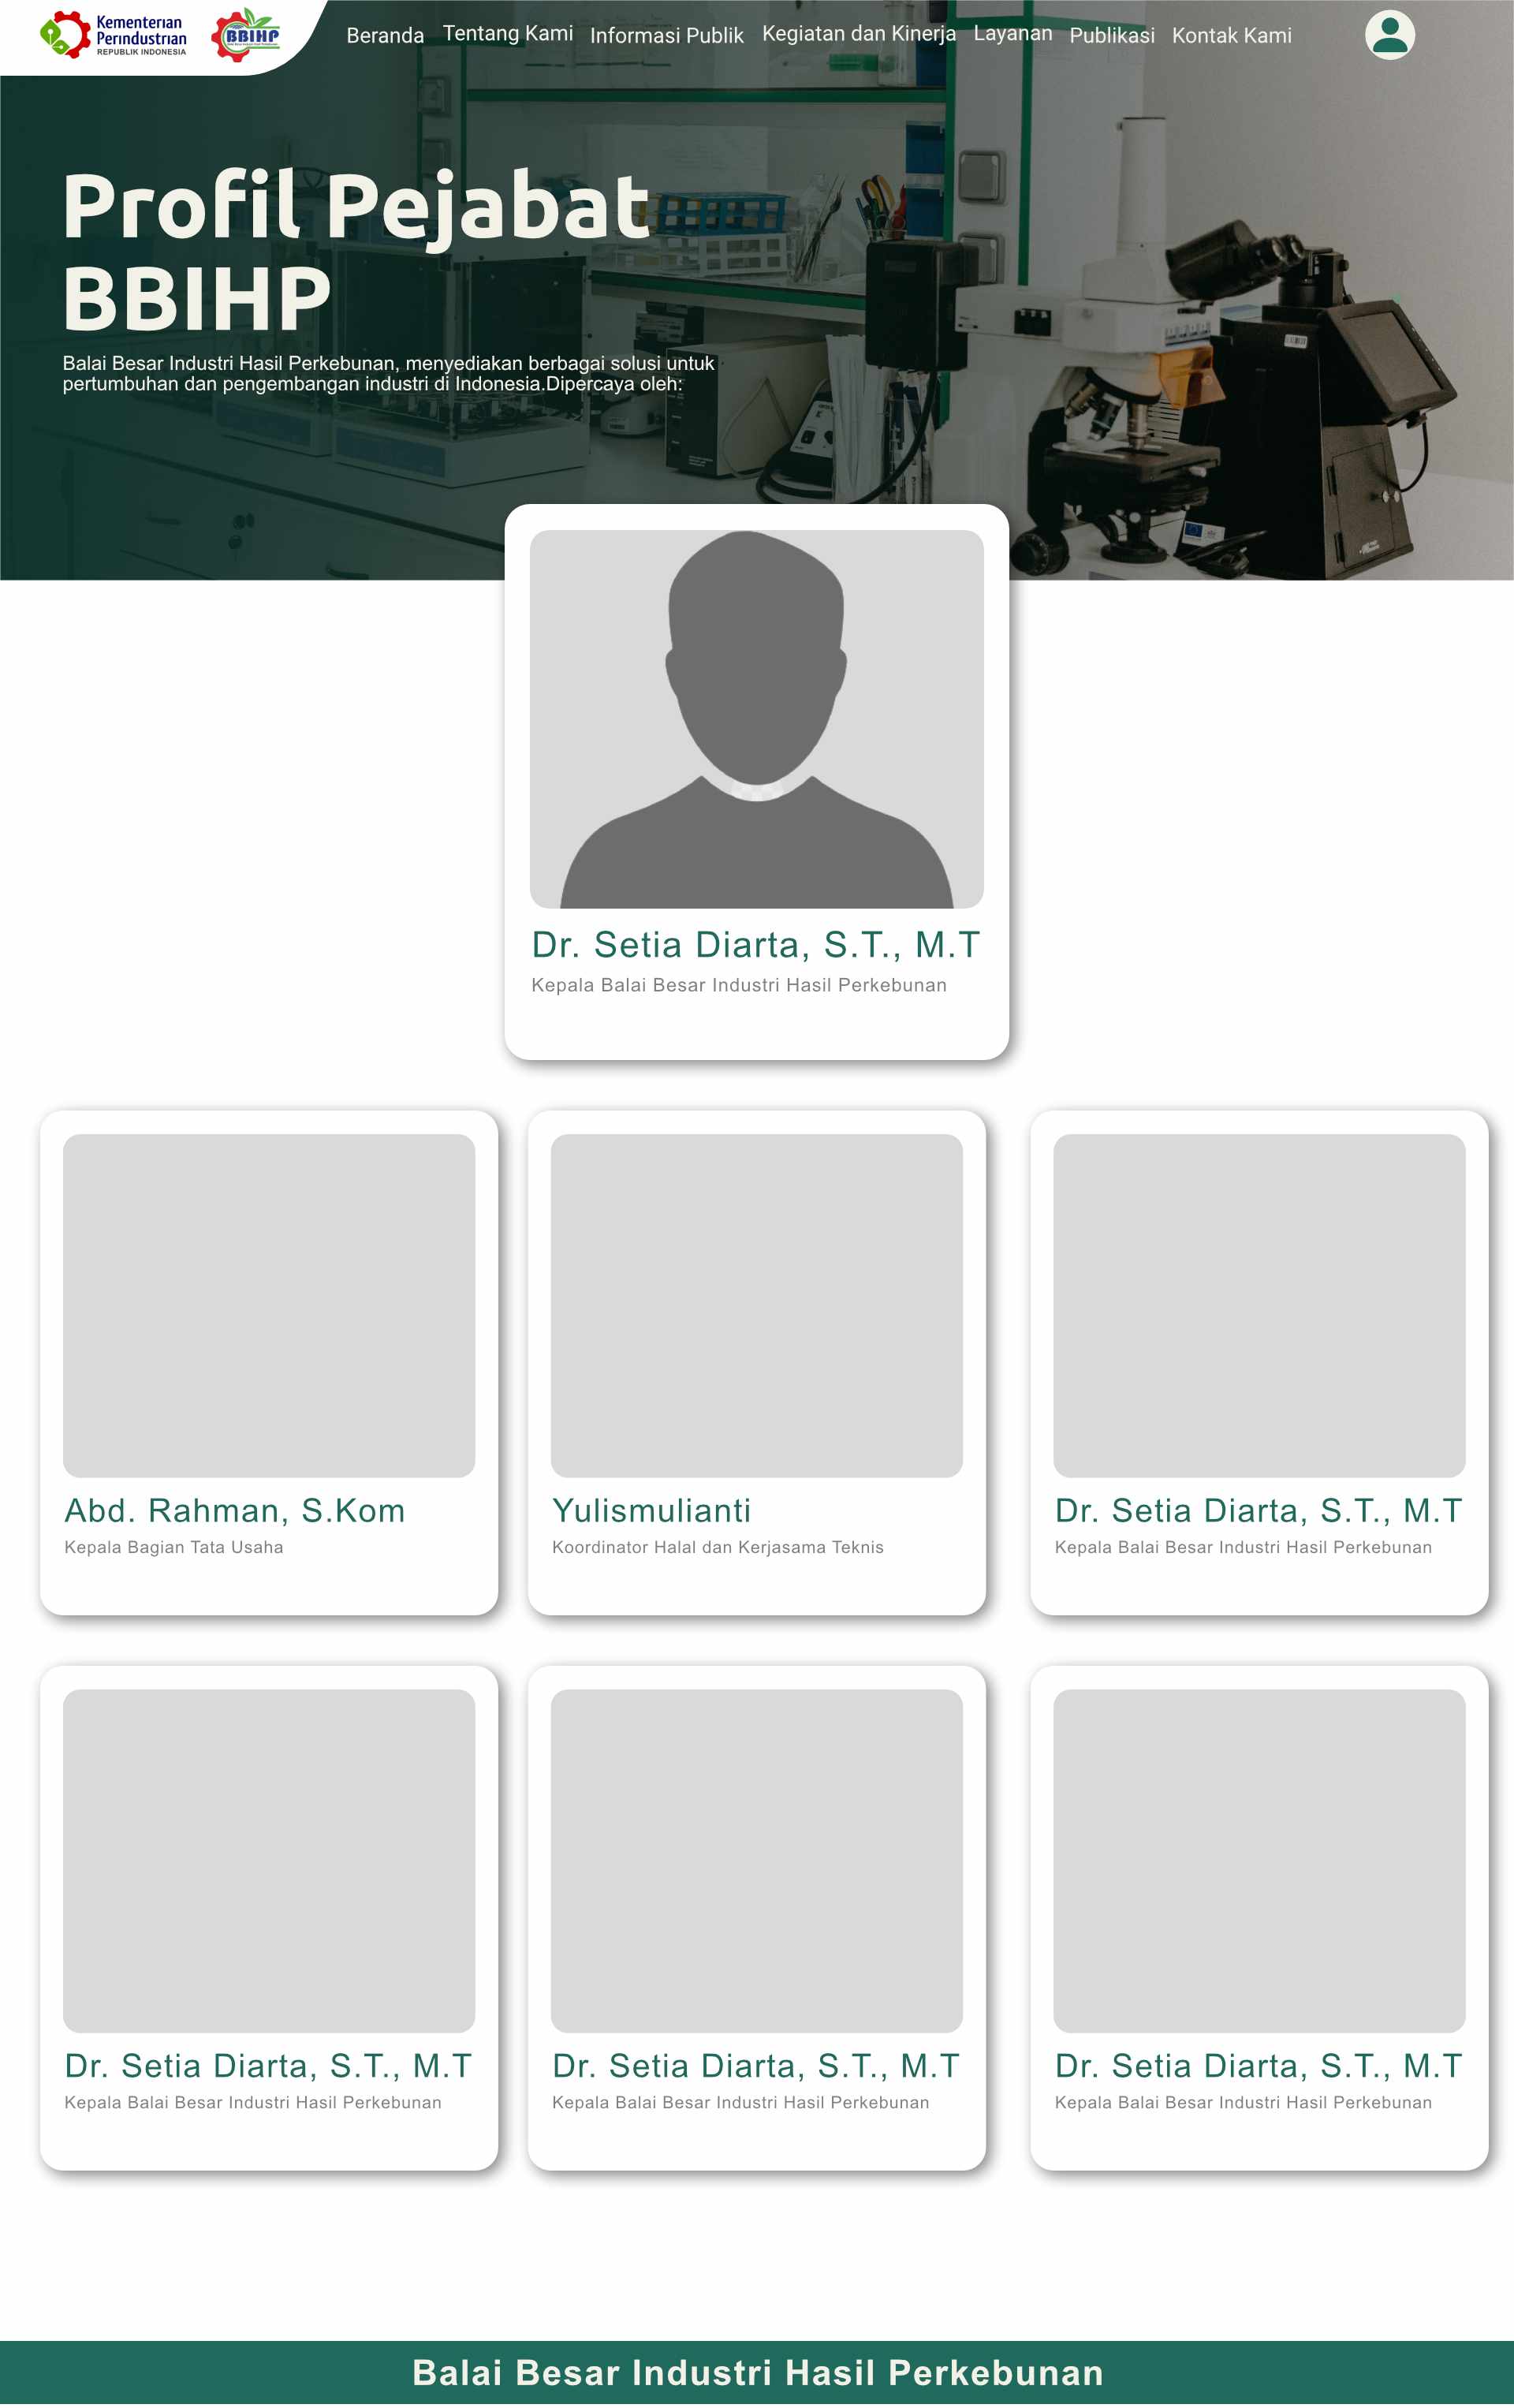 Kementerian
Perindustrian
REPUBLIK INDONESIA
BBIHP
Beranda Tentang Kami Informasi Publik Kegiatan dan Kinerja Layanan Publikasi Kontak Kami
Profil Pejabat
BBIHP
Balai Besar Industri Hasil Perkebunan, menyediakan berbagai solusi untuk
pertumbuhan dan pengembangan industri di Indonesia.Dipercaya oleh:
Dr. Setia Diarta, S.T., M.T
Kepala Balai Besar Industri Hasil Perkebunan
Abd. Rahman, S.Kom
Kepala Bagian Tata Usaha
Yulismulianti
Koordinator Halal dan Kerjasama Teknis
Dr. Setia Diarta, S.T., M.T
Kepala Balai Besar Industri Hasil Perkebunan
Dr. Setia Diarta, S.T., M.T
Kepala Balai Besar Industri Hasil Perkebunan
Dr. Setia Diarta, S.T., M.T
Kepala Balai Besar Industri Hasil Perkebunan
Dr. Setia Diarta, S.T., M.T
Kepala Balai Besar Industri Hasil Perkebunan
Balai Besar Industri Hasil Perkebunan